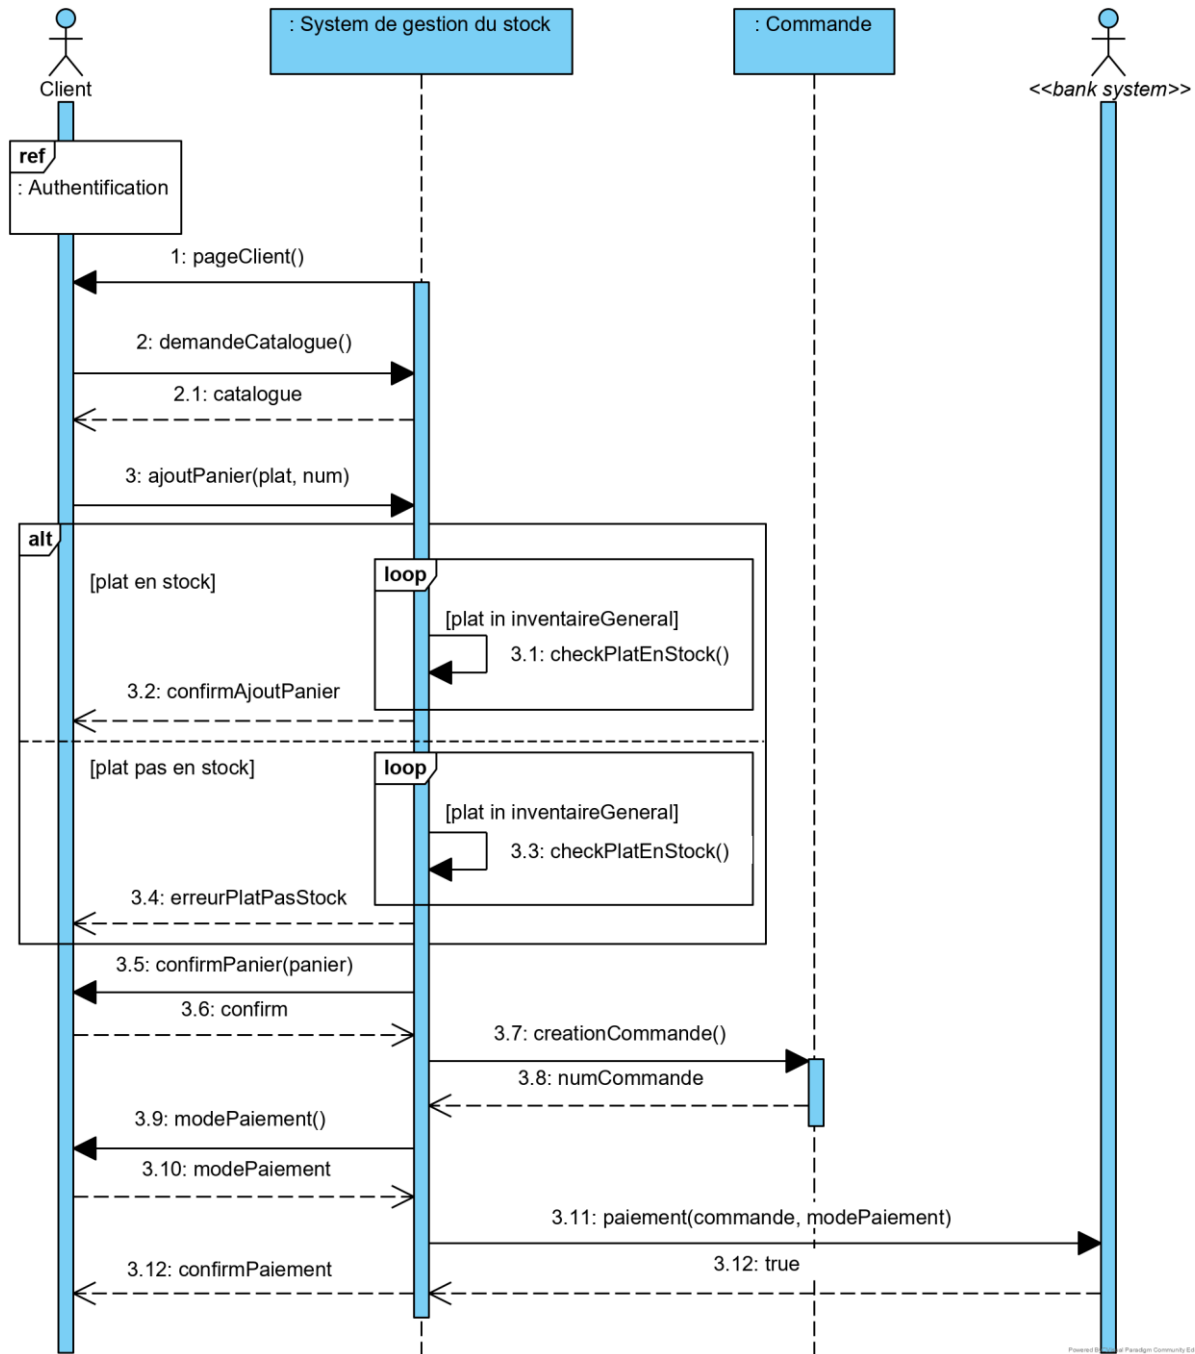 : System de gestion du stock
: Commande
Client
<<bank system>>
ref
: Authentification
1: pageClient()
2: demandeCatalogue()
2.1: catalogue
3: ajoutPanier(plat, num)
alt
[plat en stock]
loop
[plat in inventaireGeneral]
3.1: checkPlatEnStock()
3.2: confirmAjoutPanier
[plat pas en stock]
loop
[plat in inventaireGeneral]
3.3: checkPlatEnStock()
3.4: erreurPlatPasStock
3.5: confirmPanier(panier)
3.6: confirm
3.7: creationCommande()
3.8: numCommande
3.9: modePaiement()
3.10: modePaiement
3.11: paiement(commande, modePaiement)
3.12: true
3.12: confirmPaiement
Powered Paradigm Community Ed